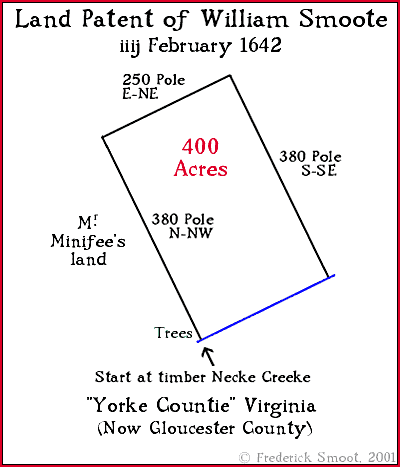 Land Patent of William Smoote
iiij February 1642
250 Pole
E-NE
400
Acres
380 Pole
S-SE
380 Pole
N-NW
Mr
Minifee's
land
Trees
Start at timber Necke Creeke
"Yorke Countie" Virginia
(Now Gloucester County)
© Frederick Smoot, 2001